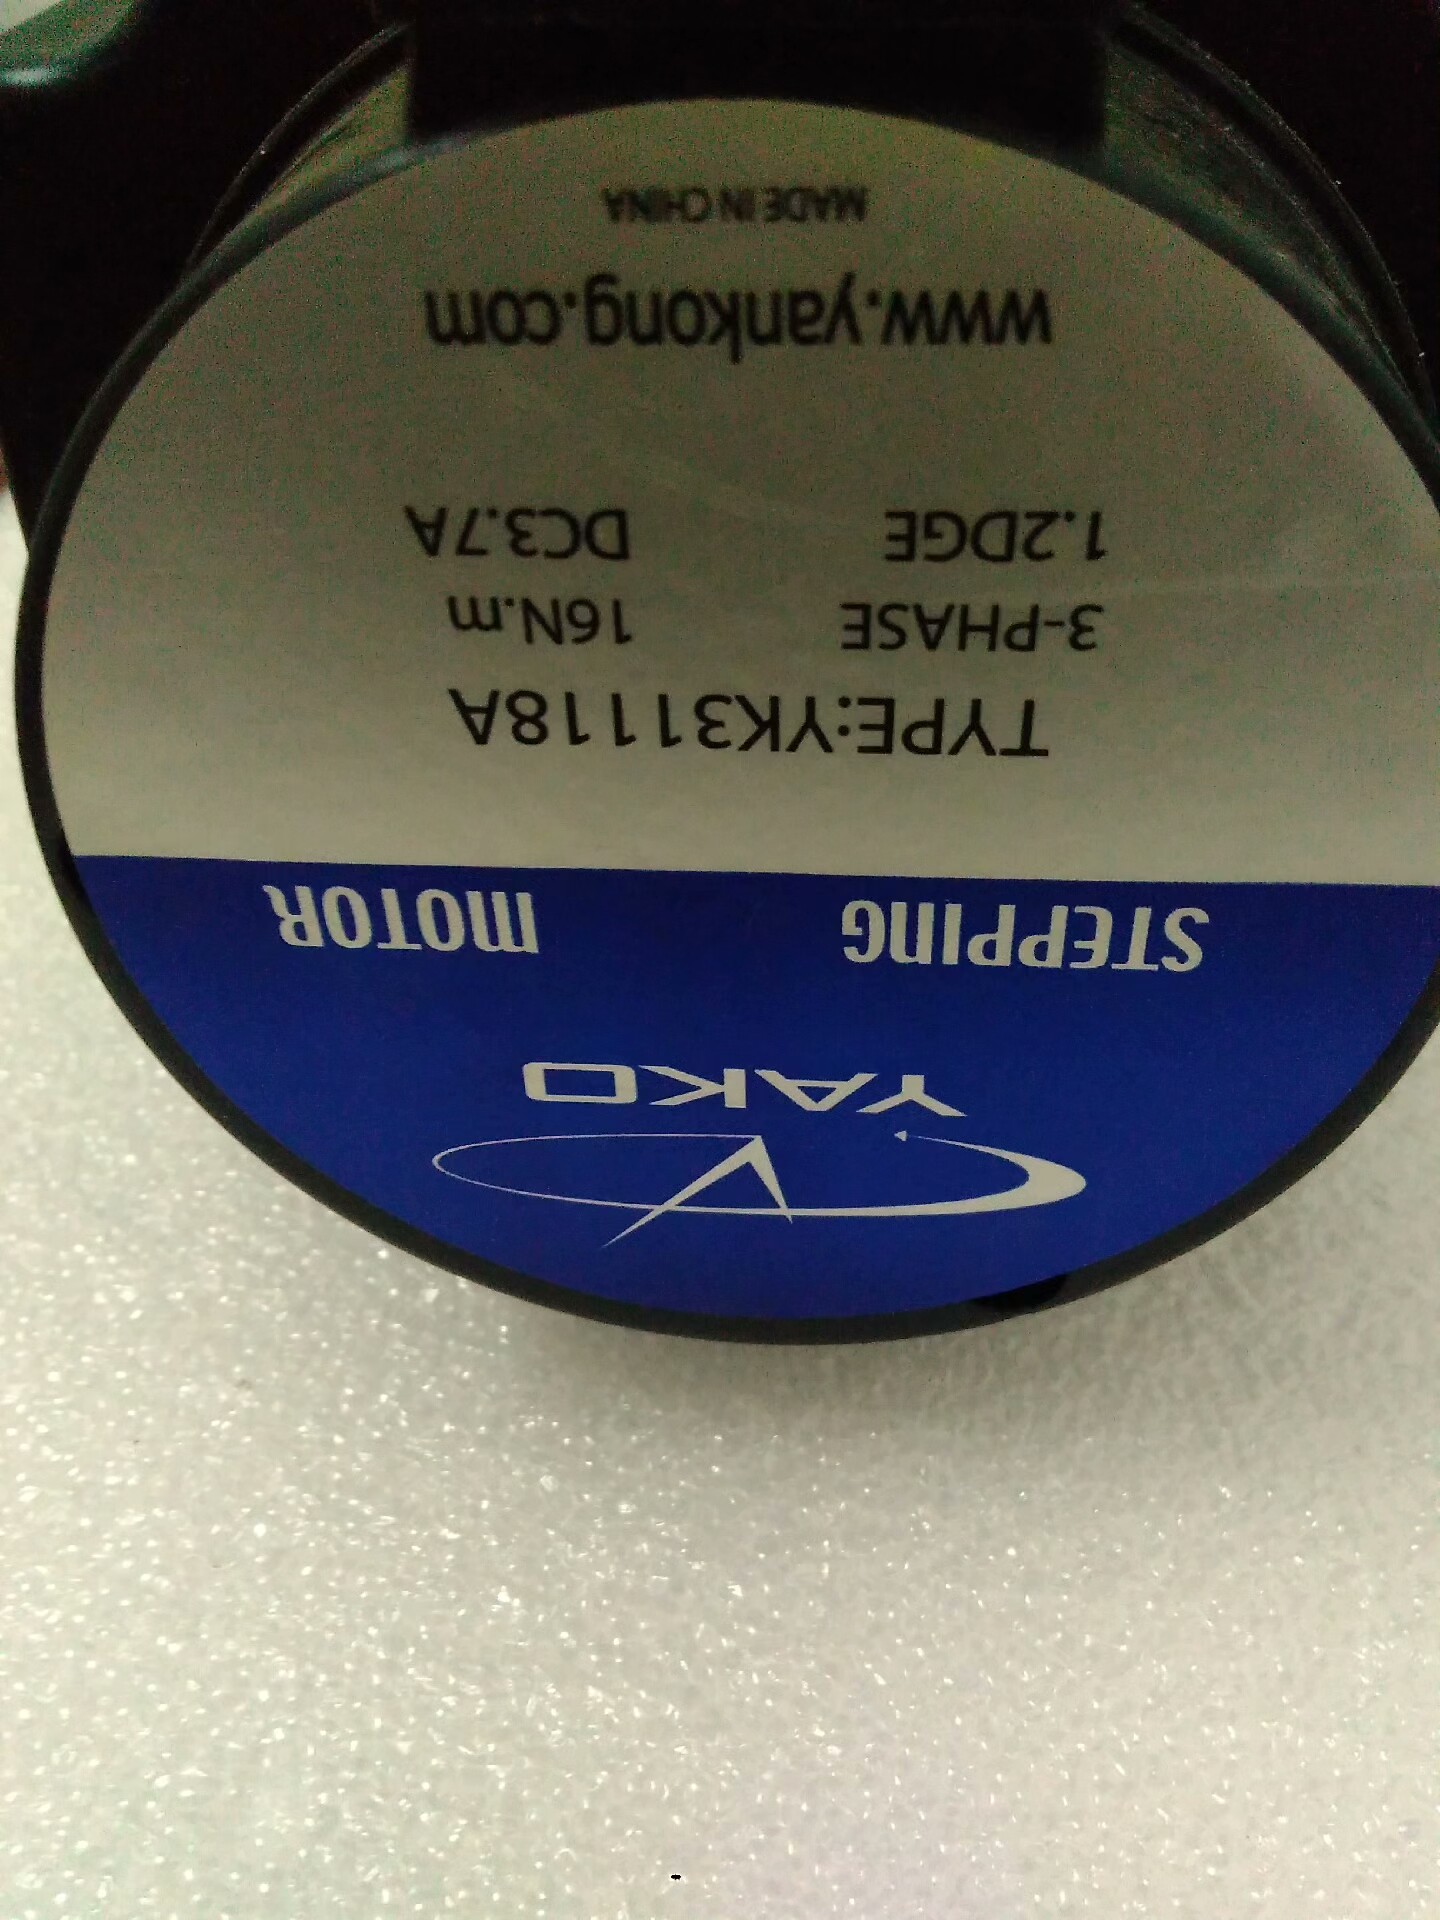 YAKO
STEPPING MOTOR
TYPE:YK31118A
3-PHASE 16N.m
1.2DGE DC3.7A
www.yankong.com
MADE IN CHINA